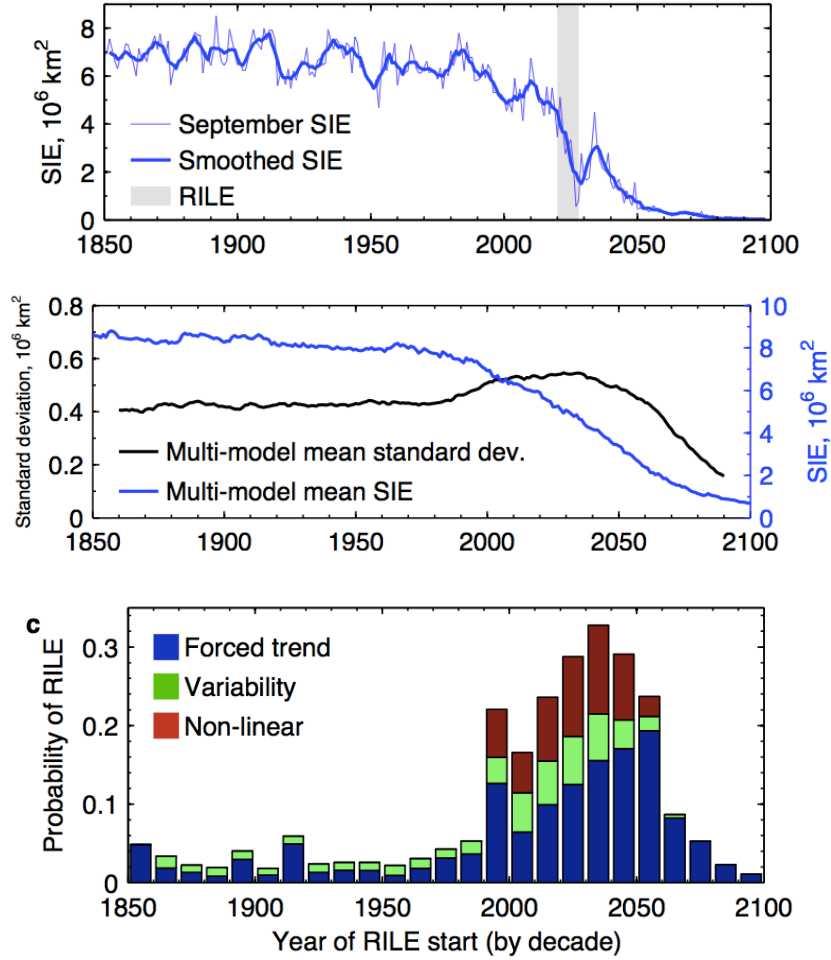 8
6
4
2
0
SIE, 10⁶ km²
September SIE
Smoothed SIE
RILE
1850 1900 1950 2000 2050 2100
0.8
0.6
0.4
0.2
0
Standard deviation, 10⁶ km²
10
8
6
4
2
0
SIE, 10⁶ km²
Multi-model mean standard dev.
Multi-model mean SIE
1850 1900 1950 2000 2050 2100
c
0.3
0.2
0.1
0
Probability of RILE
Forced trend
Variability
Non-linear
1850 1900 1950 2000 2050 2100
Year of RILE start (by decade)